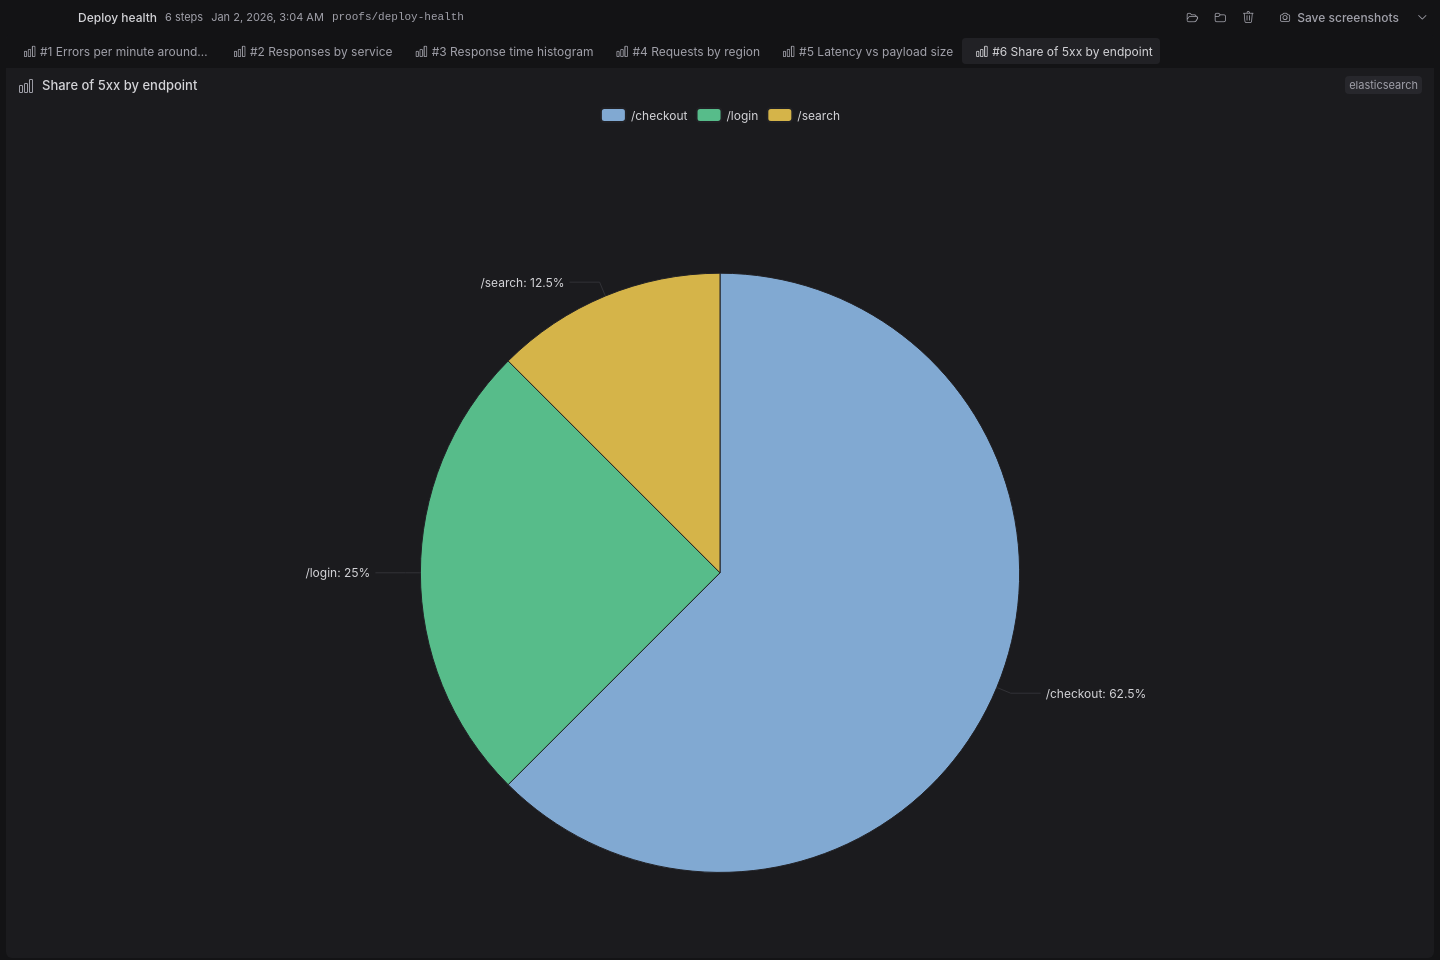 Deploy health 6 steps Jan 2, 2026, 3:04 AM proofs/deploy-health
Save screenshots
#1 Errors per minute around...
#2 Responses by service
#3 Response time histogram
#4 Requests by region
#5 Latency vs payload size
#6 Share of 5xx by endpoint
Share of 5xx by endpoint
elasticsearch
/checkout
/login
/search
/search: 12.5%
/login: 25%
/checkout: 62.5%